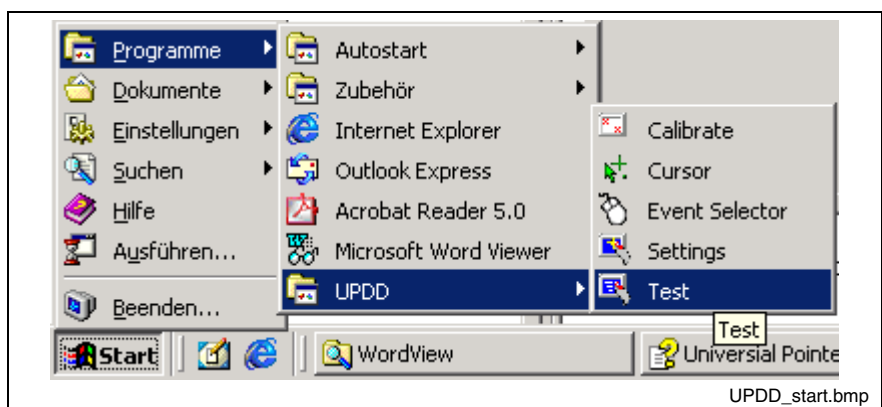 Programme
Dokumente
Einstellungen
Suchen
Hilfe
Ausführen...
Beenden...
Autostart
Zubehör
Internet Explorer
Outlook Express
Acrobat Reader 5.0
Microsoft Word Viewer
UPDD
Calibrate
Cursor
Event Selector
Settings
Test
Test
Start
WordView
Universial Pointe
UPDD_start.bmp